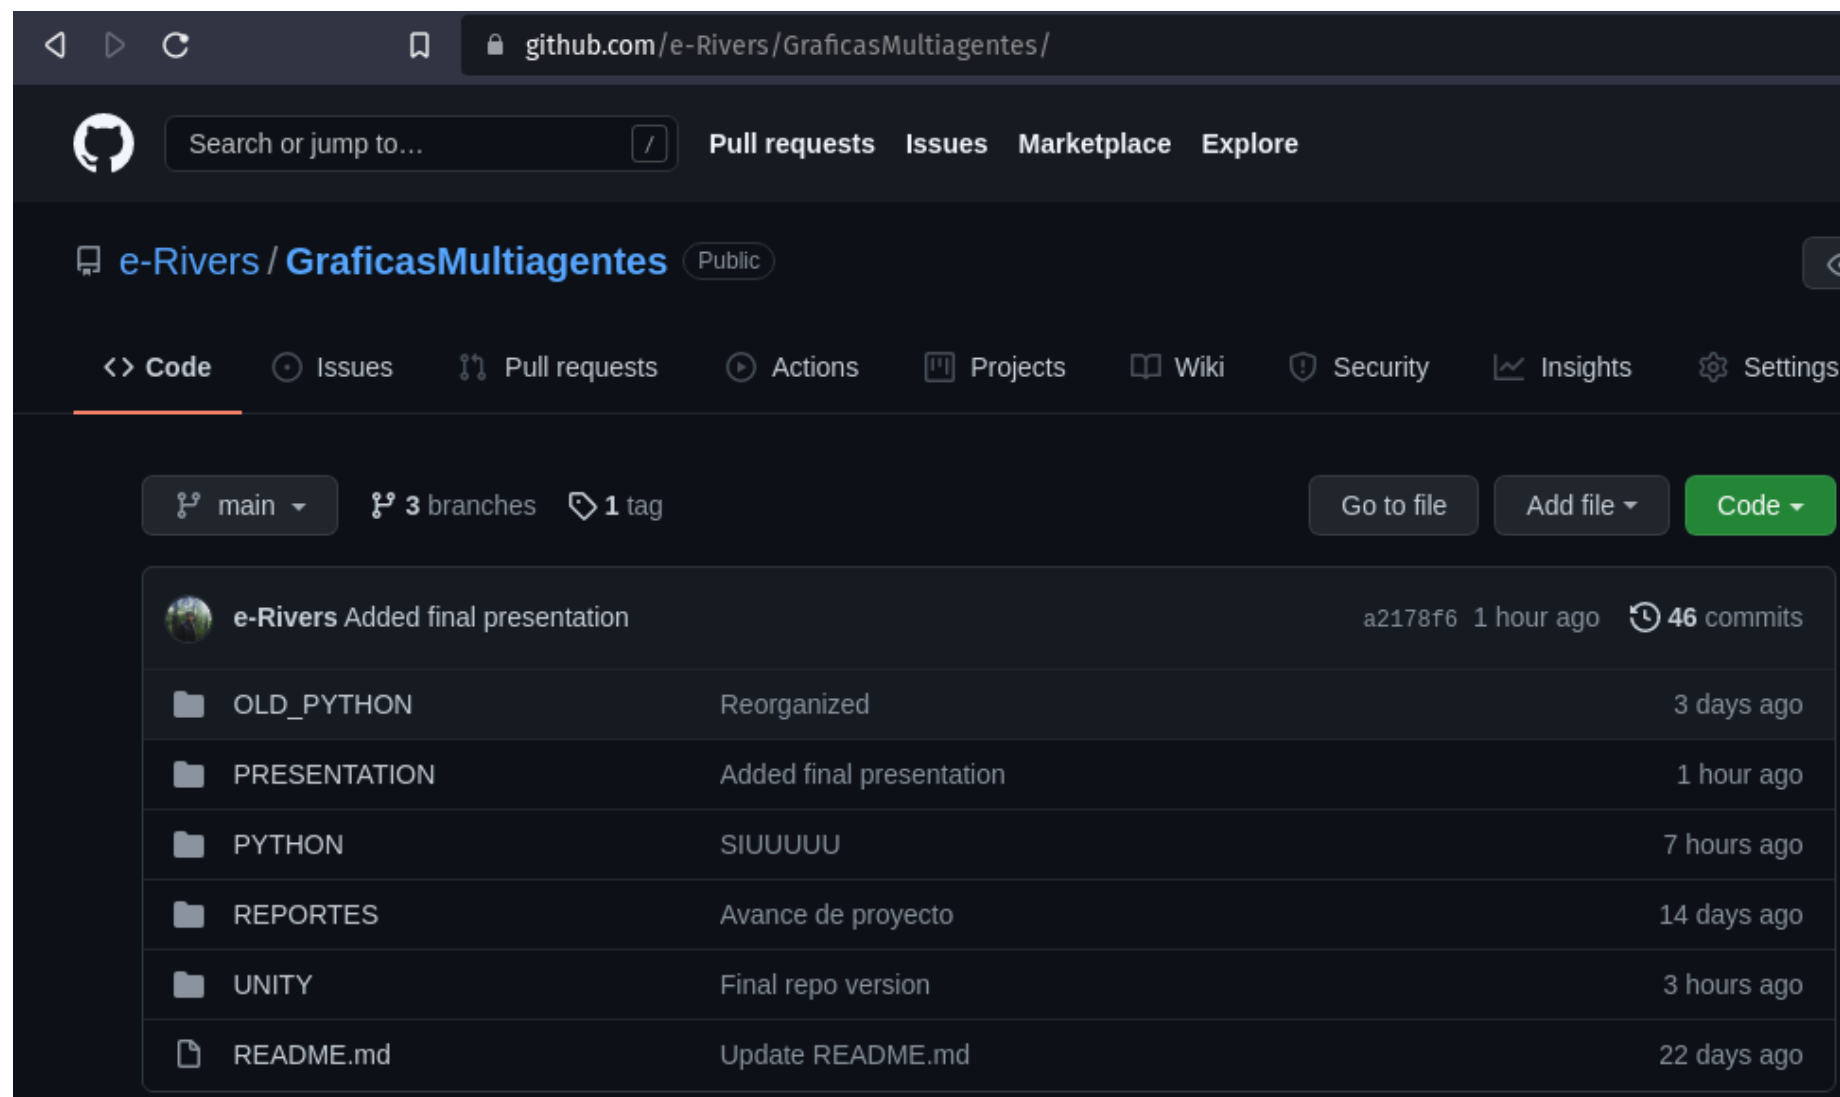 github.com/e-Rivers/GraficasMultiagentes/
Search or jump to… / Pull requests Issues Marketplace Explore
e-Rivers / GraficasMultiagentes Public
<> Code Issues Pull requests Actions Projects Wiki Security Insights Settings
main 3 branches 1 tag Go to file Add file Code
e-Rivers Added final presentation a2178f6 1 hour ago 46 commits
OLD_PYTHON Reorganized 3 days ago
PRESENTATION Added final presentation 1 hour ago
PYTHON SIUUUUU 7 hours ago
REPORTES Avance de proyecto 14 days ago
UNITY Final repo version 3 hours ago
README.md Update README.md 22 days ago